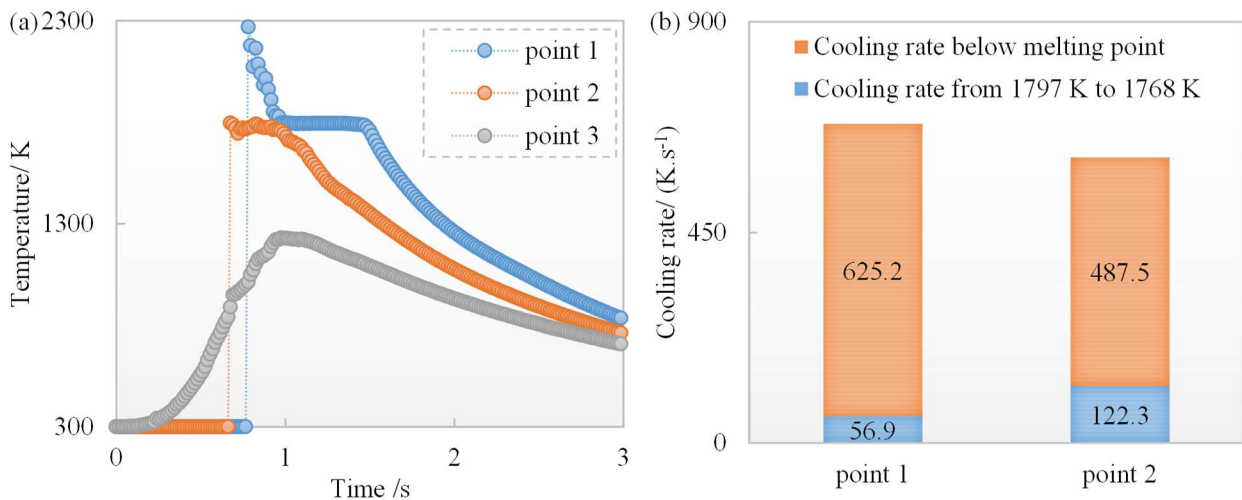 (a)
2300
1300
300
Temperature/ K
point 1
point 2
point 3
0
1
2
3
Time /s
(b)
900
450
0
Cooling rate/ (K.s⁻¹)
Cooling rate below melting point
Cooling rate from 1797 K to 1768 K
625.2
487.5
56.9
122.3
point 1
point 2